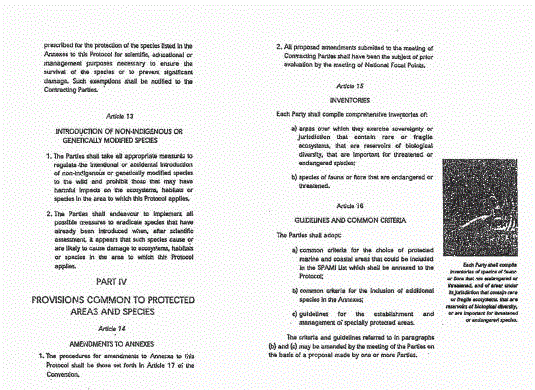 prescribed for the protection of the species listed in the
Annexes to this Protocol for scientific, educational or
management purposes necessary to ensure the
survival of the species or to prevent significant
damage. Such exemptions shall be notified to the
Contracting Parties.
Article 13
INTRODUCTION OF NON-INDIGENOUS OR
GENETICALLY MODIFIED SPECIES
1. The Parties shall take all appropriate measures to
regulate the intentional or accidental introduction
of non-indigenous or genetically modified species
to the wild and prohibit those that may have
harmful impacts on the ecosystems, habitats or
species in the area to which this Protocol applies.
2. The Parties shall endeavour to implement all
possible measures to eradicate species that have
already been introduced when, after scientific
assessment, it appears that such species cause or
are likely to cause damage to ecosystems, habitats
or species in the area to which this Protocol
applies.
PART IV
PROVISIONS COMMON TO PROTECTED
AREAS AND SPECIES
Article 14
AMENDMENTS TO ANNEXES
1. The procedures for amendments to Annexes to this
Protocol shall be those set forth in Article 17 of the
Convention.
2. All proposed amendments submitted to the meeting of
Contracting Parties shall have been the subject of prior
evaluation by the meeting of National Focal Points.
Article 15
INVENTORIES
Each Party shall compile comprehensive inventories of:
a) areas over which they exercise sovereignty or
jurisdiction that contain rare or fragile
ecosystems, that are reservoirs of biological
diversity, that are important for threatened or
endangered species;
b) species of fauna or flora that are endangered or
threatened.
Article 16
GUIDELINES AND COMMON CRITERIA
The Parties shall adopt:
a) common criteria for the choice of protected
marine and coastal areas that could be included
in the SPAMI List which shall be annexed to the
Protocol;
b) common criteria for the inclusion of additional
species in the Annexes;
c) guidelines for the establishment and
management of specially protected areas.
The criteria and guidelines referred to in paragraphs
(b) and (c) may be amended by the meeting of the Parties on
the basis of a proposal made by one or more Parties.
Each Party shall compile
inventories of species of fauna
or flora that are endangered or
threatened, and of areas under
its jurisdiction that contain rare
or fragile ecosystems, that are
reservoirs of biological diversity,
or are important for threatened
or endangered species.